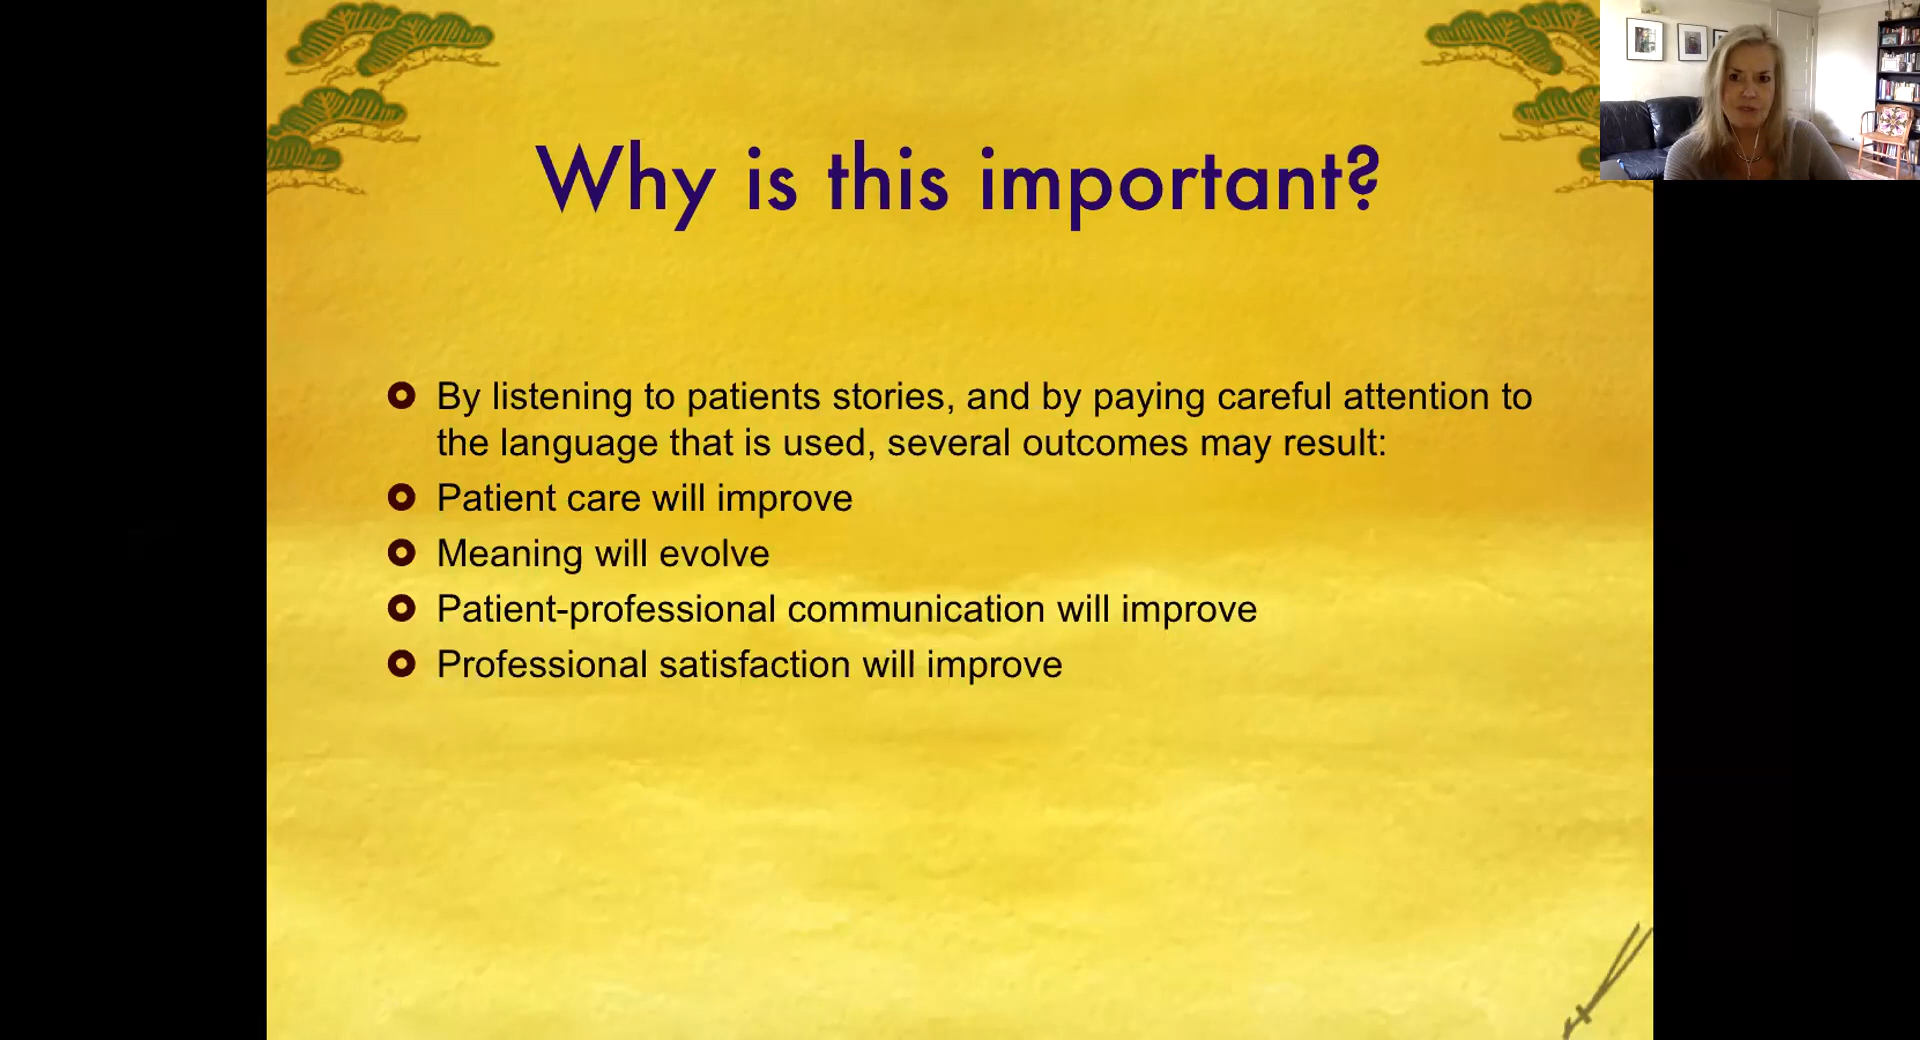 Why is this important?
By listening to patients stories, and by paying careful attention to
the language that is used, several outcomes may result:
Patient care will improve
Meaning will evolve
Patient-professional communication will improve
Professional satisfaction will improve